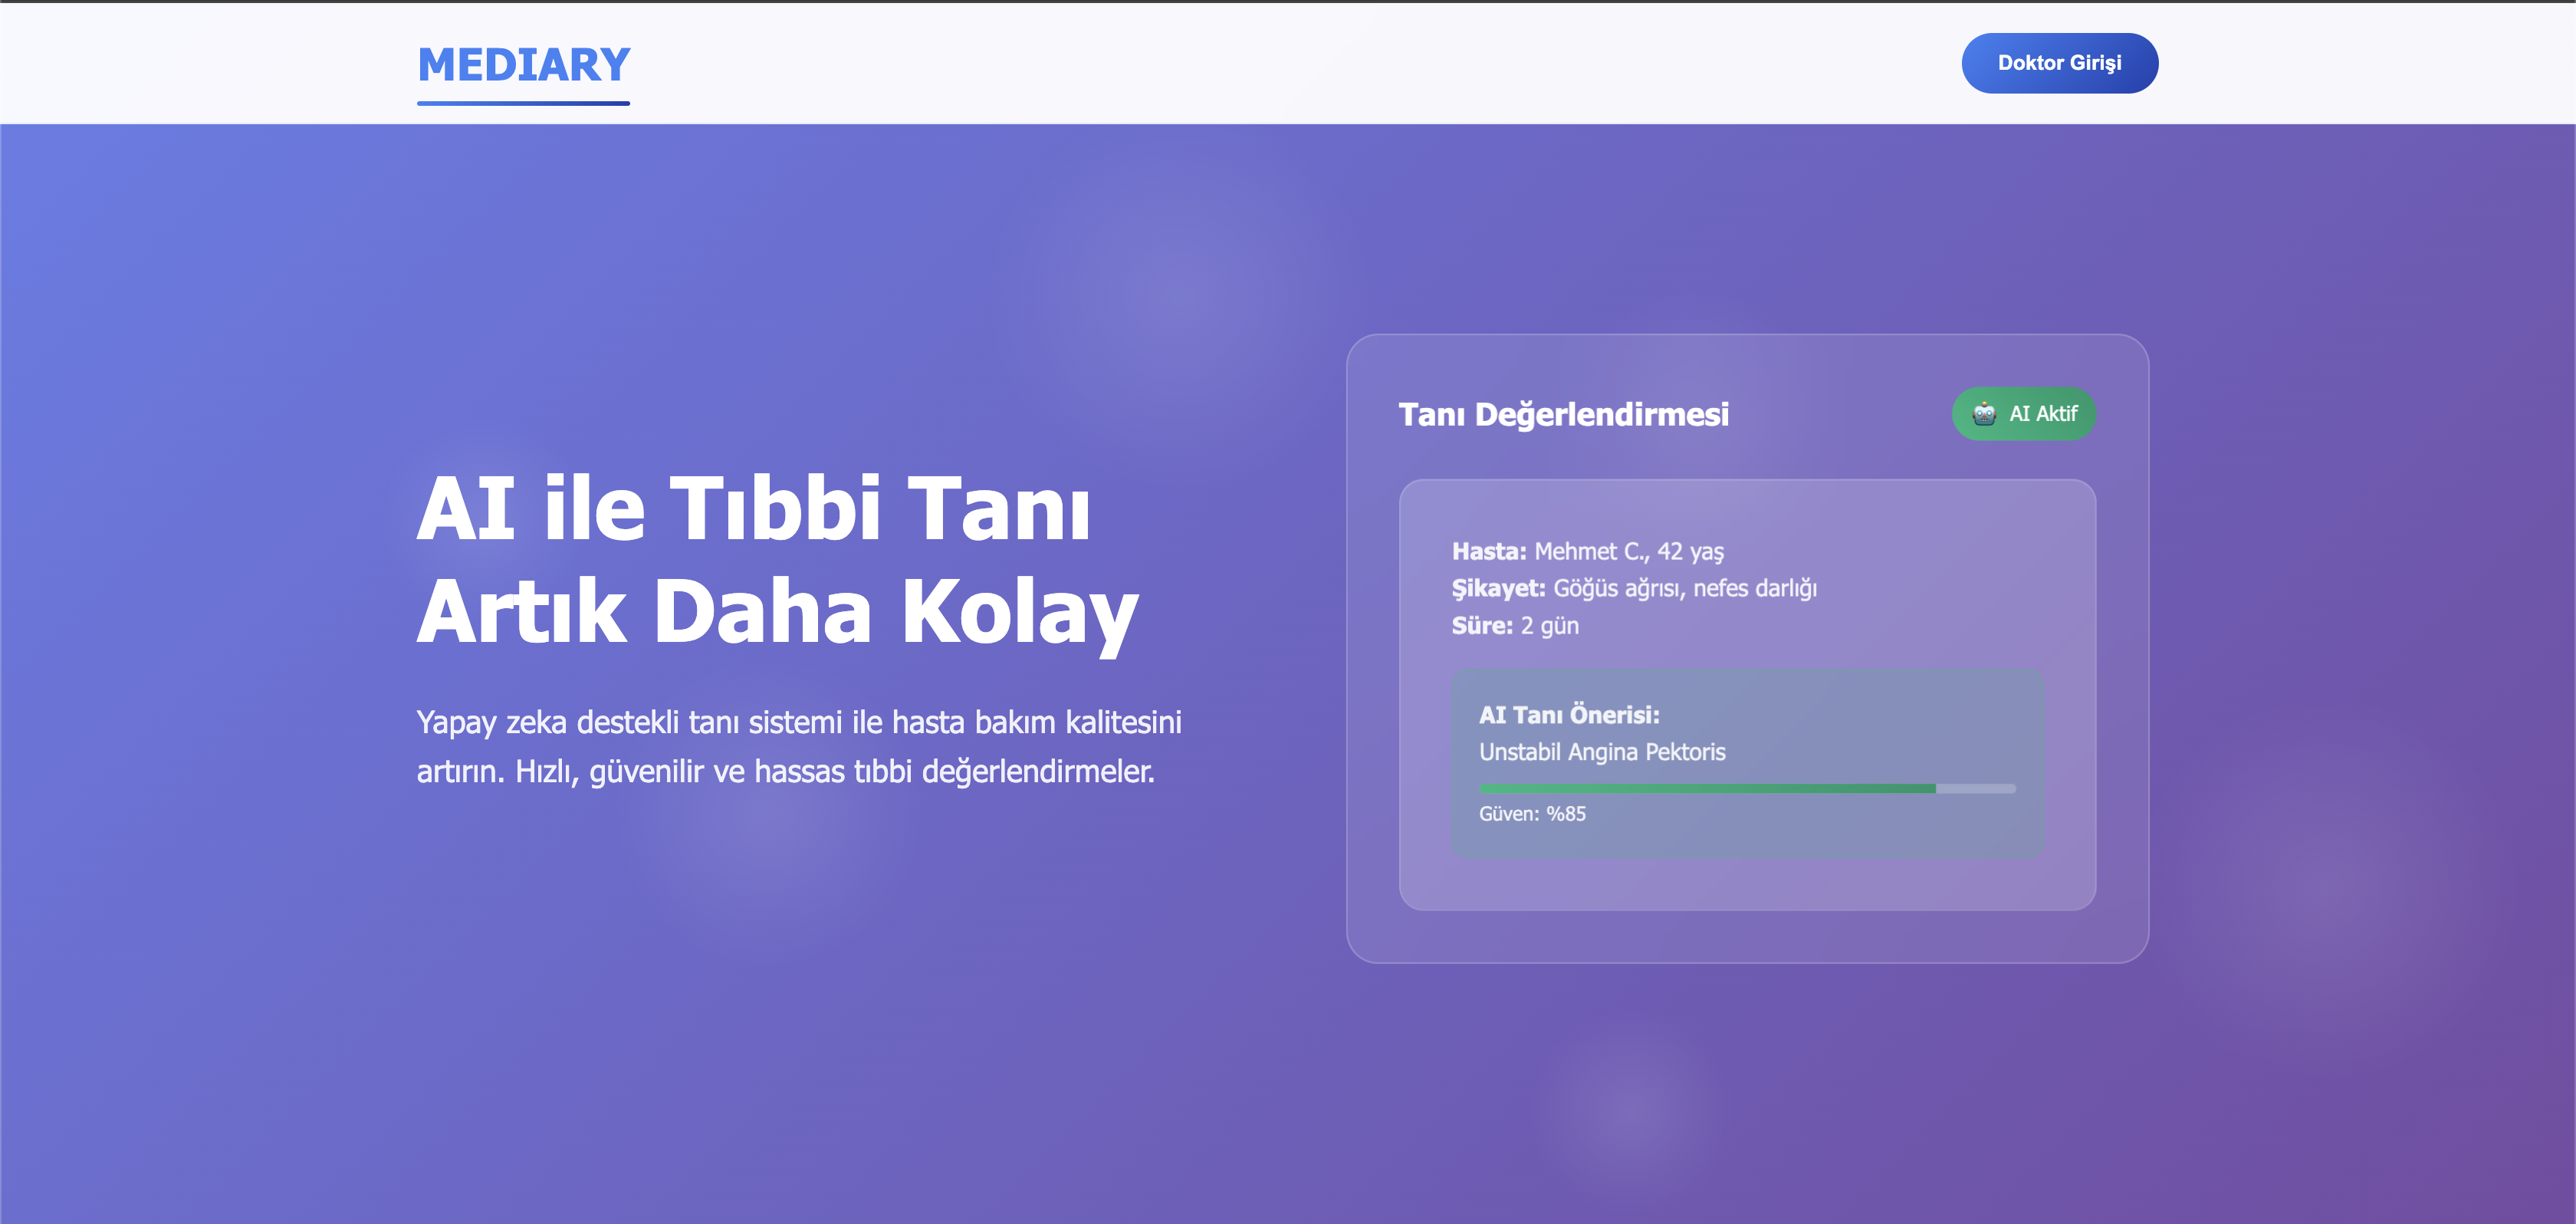 MEDIARY
Doktor Girişi
AI ile Tıbbi Tanı
Artık Daha Kolay
Yapay zeka destekli tanı sistemi ile hasta bakım kalitesini
artırın. Hızlı, güvenilir ve hassas tıbbi değerlendirmeler.
Tanı Değerlendirmesi
AI Aktif
Hasta: Mehmet C., 42 yaş
Şikayet: Göğüs ağrısı, nefes darlığı
Süre: 2 gün
AI Tanı Önerisi:
Unstabil Angina Pektoris
Güven: %85